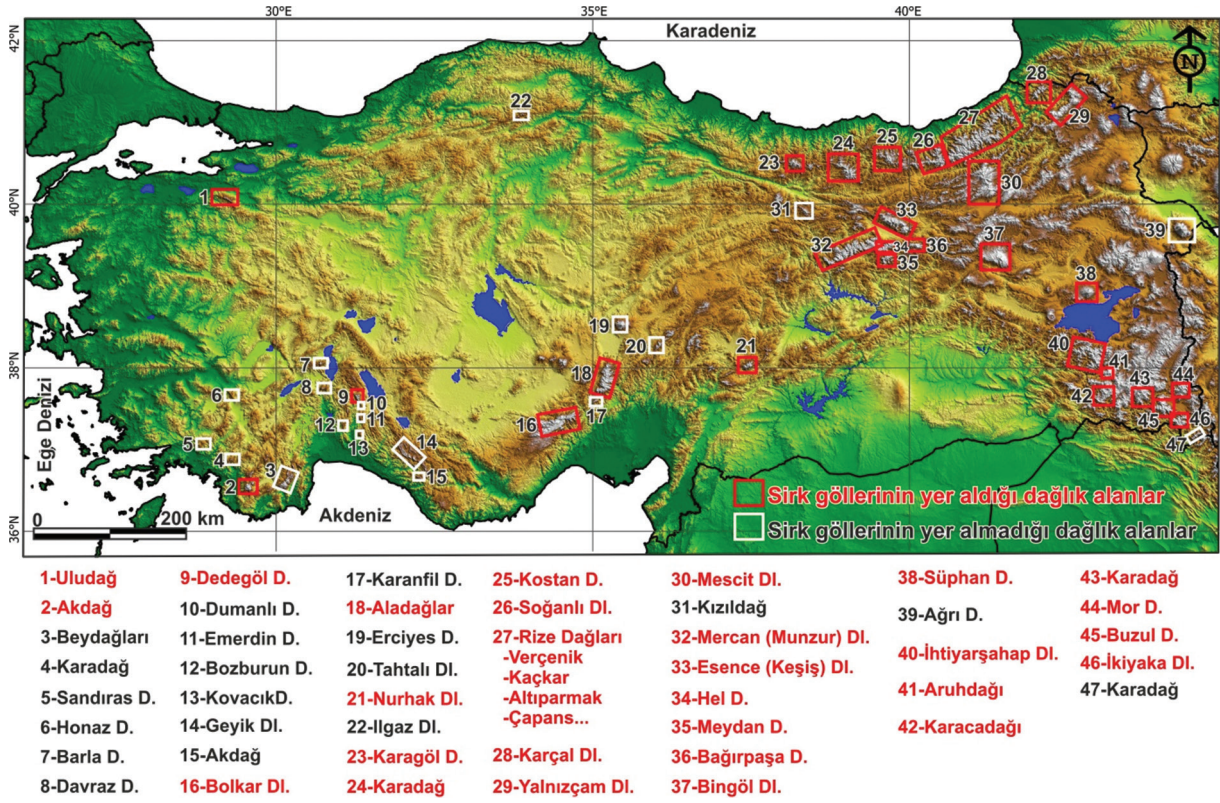 30°E
35°E
40°E
42°N
Karadeniz
N
28
22
27
29
25
26
24
23
40°N
1
30
31
33
39
32
34
36
37
35
38
19
20
40
38°N
7
21
41
18
8
43
44
6
9
10
42
17
11
16
45
46
12
13
47
5
14
Ege Denizi
4
3
15
2
Sirk göllerinin yer aldığı dağlık alanlar
0
200 km
Akdeniz
Sirk göllerinin yer almadığı dağlık alanlar
36°N
1-Uludağ
2-Akdağ
3-Beydağları
4-Karadağ
5-Sandıras D.
6-Honaz D.
7-Barla D.
8-Davraz D.
9-Dedegöl D.
10-Dumanlı D.
11-Emerdin D.
12-Bozburun D.
13-KovacıkD.
14-Geyik Dl.
15-Akdağ
16-Bolkar Dl.
17-Karanfil D.
18-Aladağlar
19-Erciyes D.
20-Tahtalı Dl.
21-Nurhak Dl.
22-Ilgaz Dl.
23-Karagöl D.
24-Karadağ
25-Kostan D.
26-Soğanlı Dl.
27-Rize Dağları
-Verçenik
-Kaçkar
-Altıparmak
-Çapans...
28-Karçal Dl.
29-Yalnızçam Dl.
30-Mescit Dl.
31-Kızıldağ
32-Mercan (Munzur) Dl.
33-Esence (Keşiş) Dl.
34-Hel D.
35-Meydan D.
36-Bağırpaşa D.
37-Bingöl Dl.
38-Süphan D.
39-Ağrı D.
40-İhtiyarşahap Dl.
41-Aruhdağı
42-Karacadağı
43-Karadağ
44-Mor D.
45-Buzul D.
46-İkiyaka Dl.
47-Karadağ